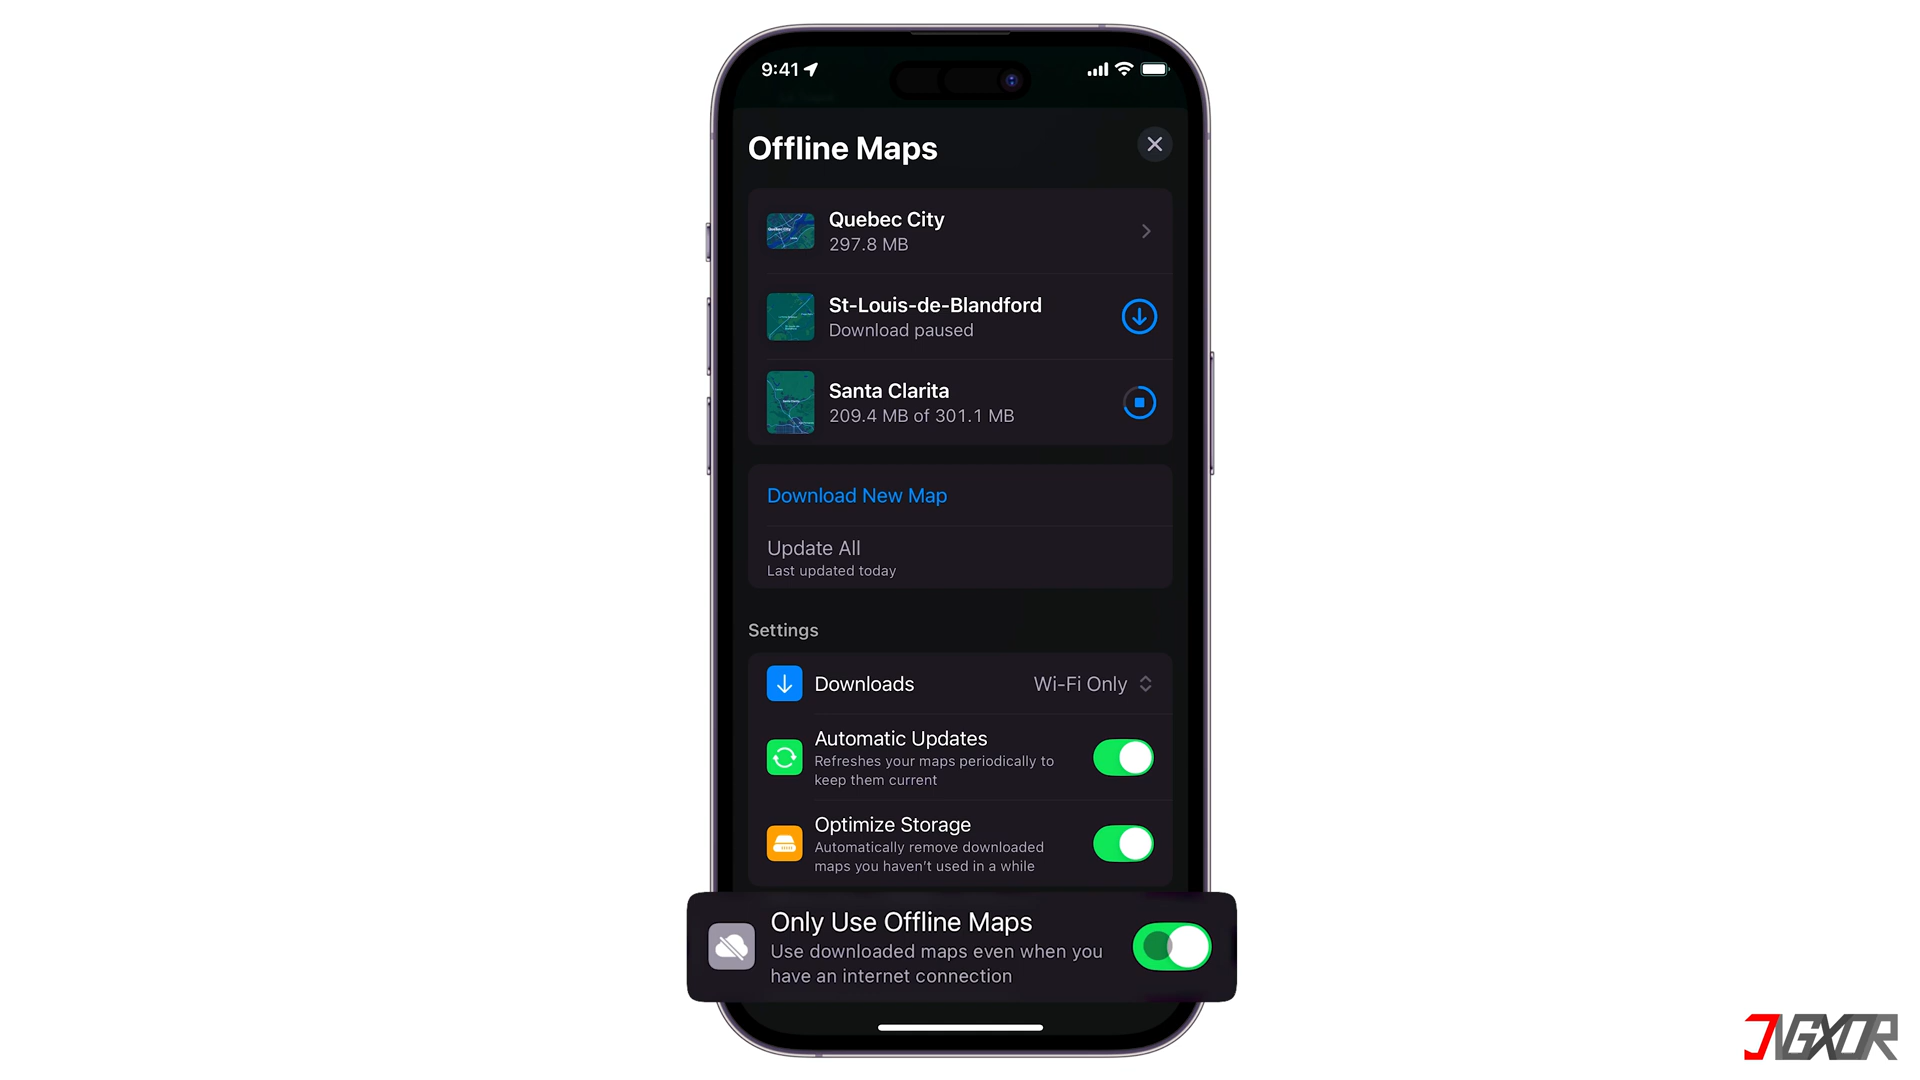 9:41
Offline Maps
Quebec City
297.8 MB
St-Louis-de-Blandford
Download paused
Santa Clarita
209.4 MB of 301.1 MB
Download New Map
Update All
Last updated today
Settings
Downloads
Wi-Fi Only
Automatic Updates
Refreshes your maps periodically to
keep them current
Optimize Storage
Automatically remove downloaded
maps you haven't used in a while
Only Use Offline Maps
Use downloaded maps even when you
have an internet connection